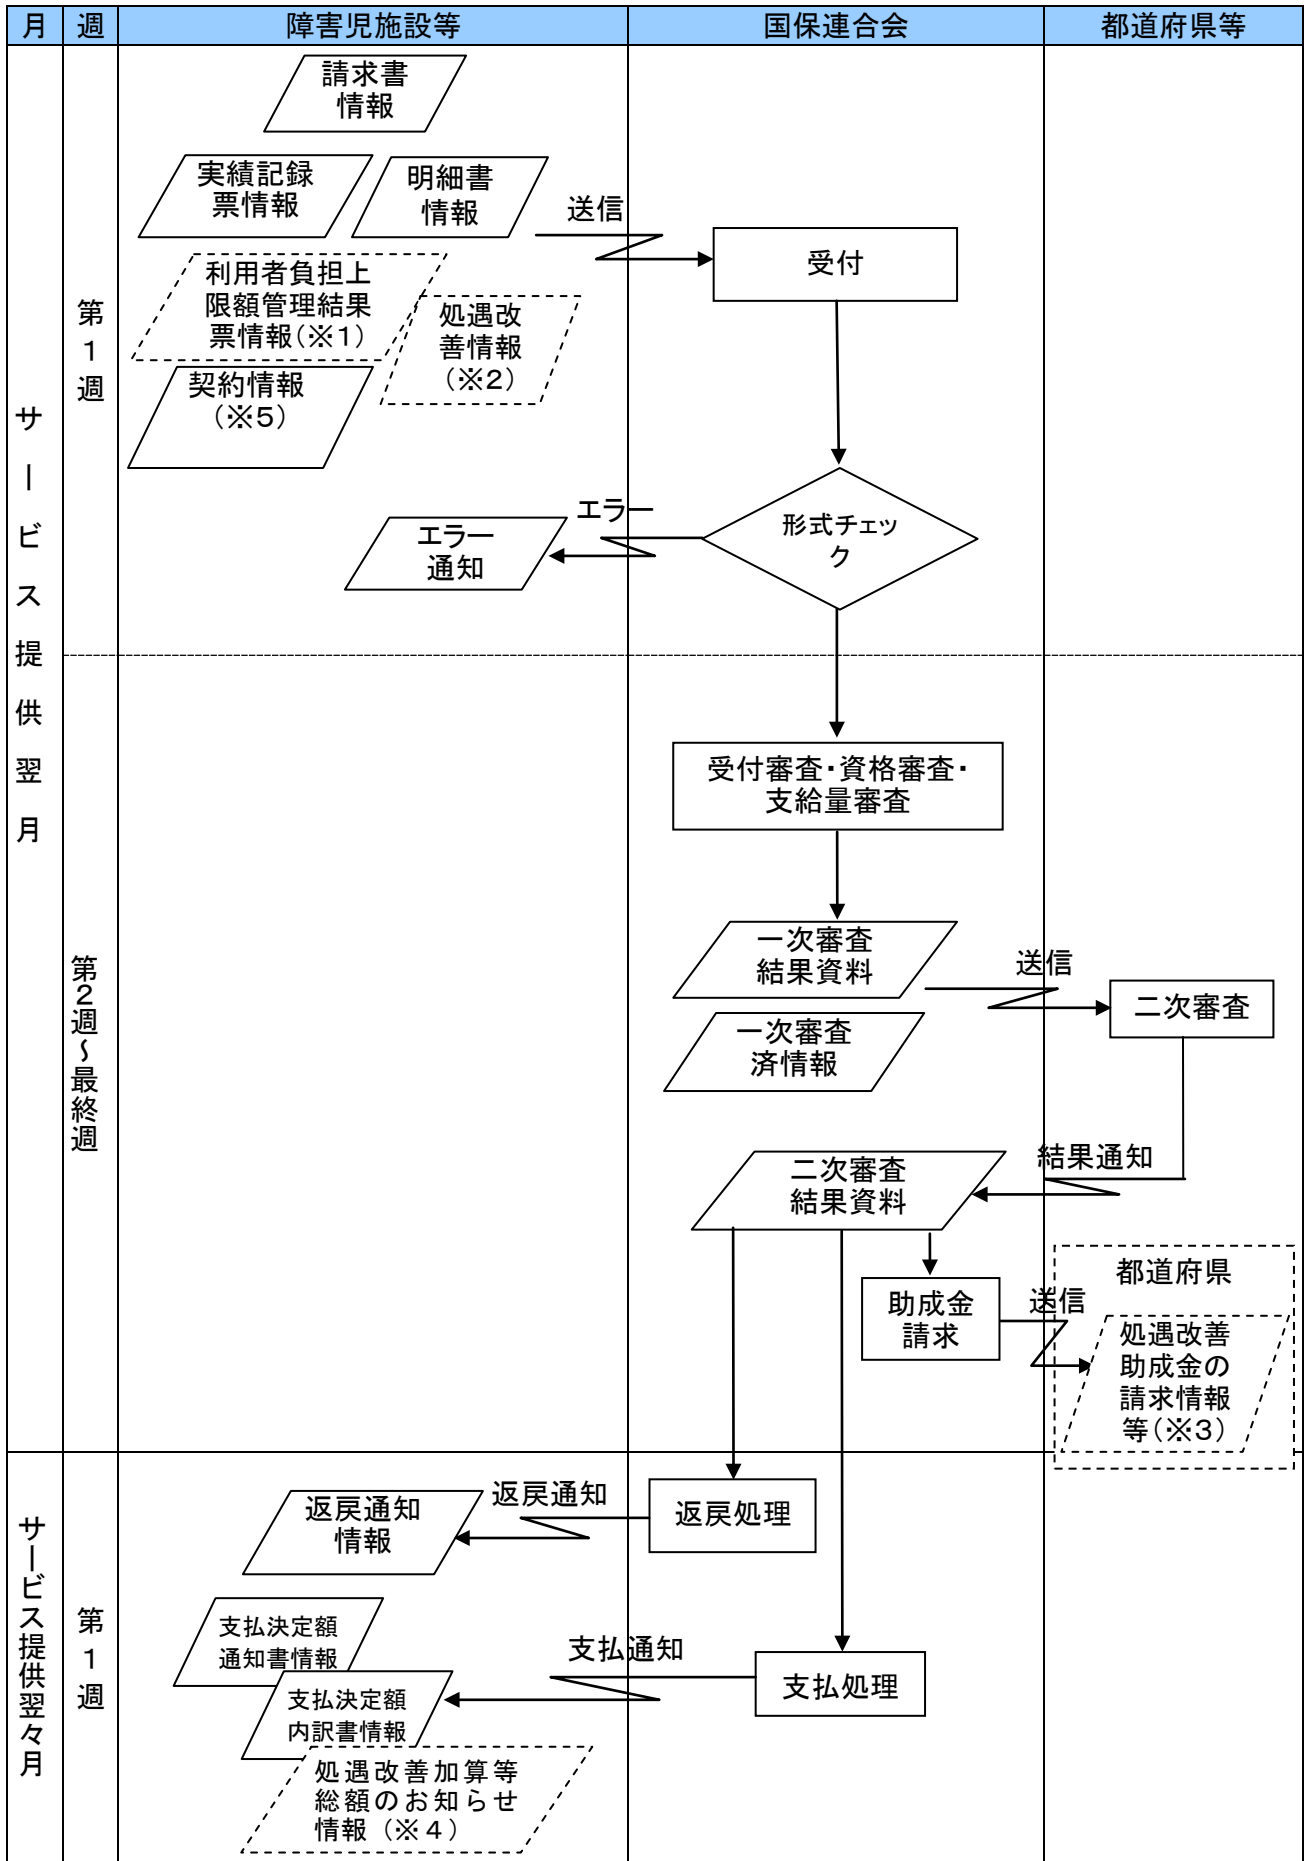 月
週
障害児施設等
国保連合会
都道府県等
サービス提供翌月
第1週
請求書
情報
実績記録
票情報
明細書
情報
送信
受付
利用者負担上
限額管理結果
票情報(※1)
処遇改
善情報
(※2)
契約情報
(※5)
エラー
エラー
通知
形式チェッ
ク
第2週~最終週
受付審査・資格審査・
支給量審査
一次審査
結果資料
送信
二次審査
一次審査
済情報
結果通知
二次審査
結果資料
都道府県
助成金
請求
送信
処遇改善
助成金の
請求情報
等(※3)
サービス提供翌々月
第1週
返戻通知
情報
返戻通知
返戻処理
支払決定額
通知書情報
支払通知
支払処理
支払決定額
内訳書情報
処遇改善加算等
総額のお知らせ
情報(※4)